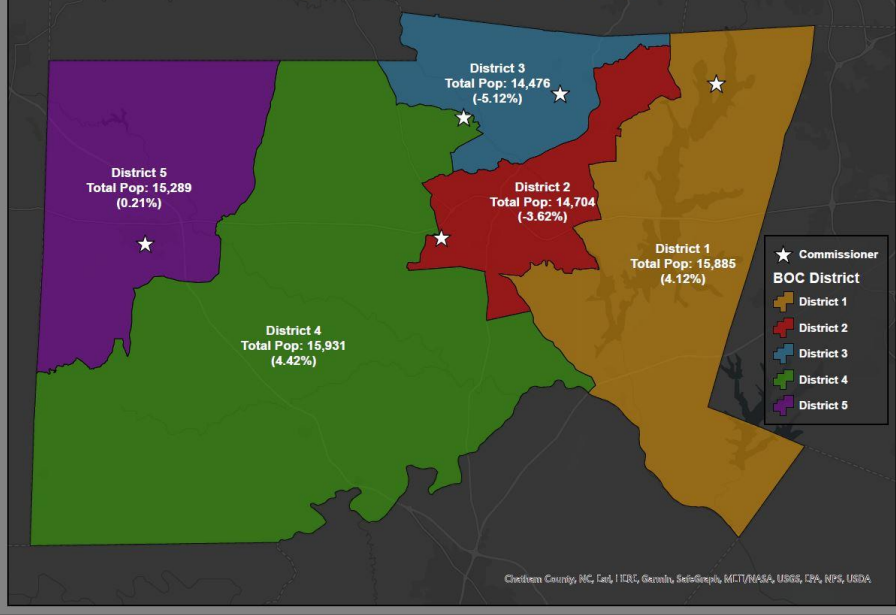 District 3
Total Pop: 14,476
(-5.12%)
District 5
Total Pop: 15,289
(0.21%)
District 2
Total Pop: 14,704
(-3.62%)
District 1
Total Pop: 15,885
(4.12%)
District 4
Total Pop: 15,931
(4.42%)
Commissioner
BOC District
District 1
District 2
District 3
District 4
District 5
Chatham County, NC, Esri, HERE, Garmin, SafeGraph, METI/NASA, USGS, EPA, NPS, USDA